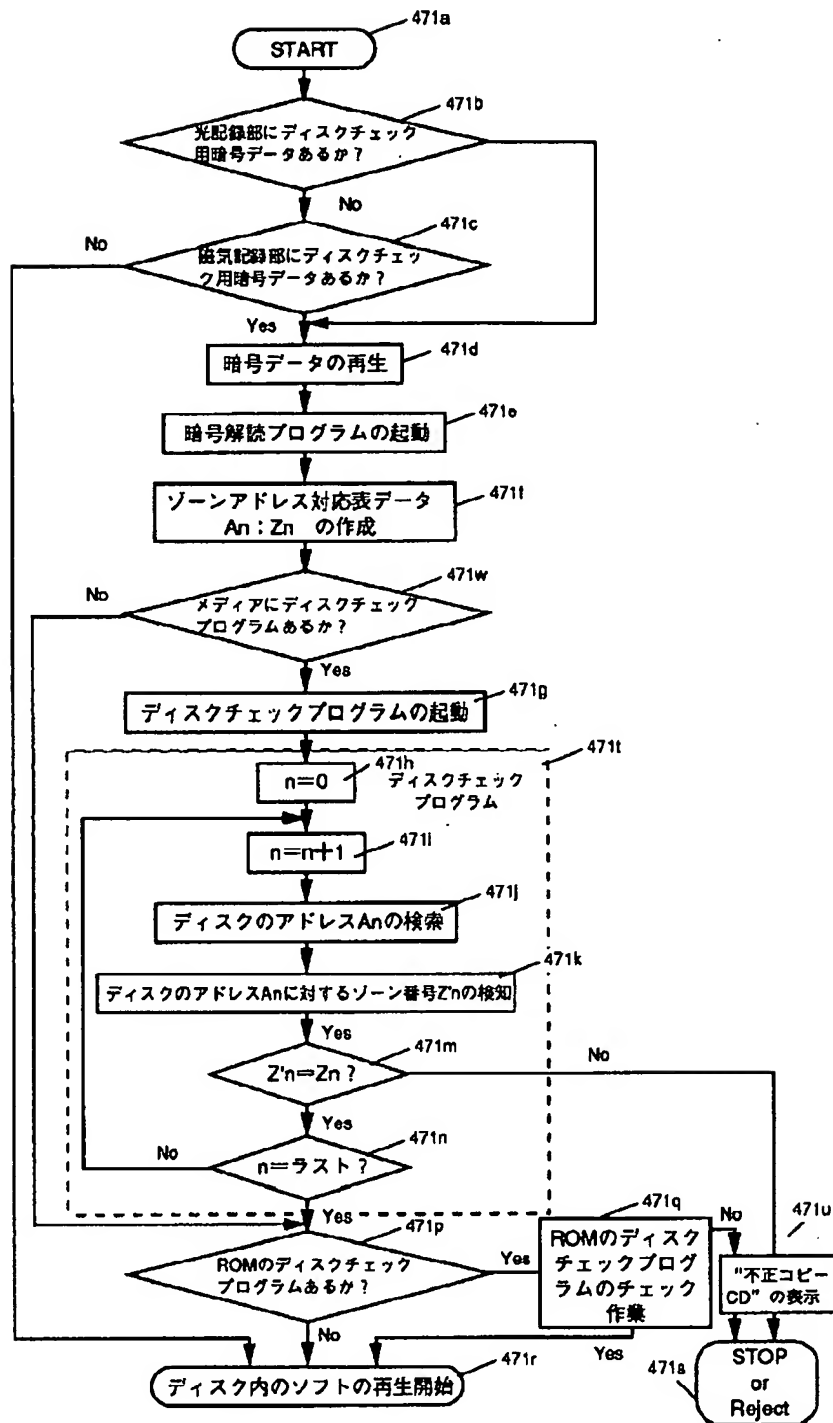 471a
START
471b
光記録部にディスクチェック
用暗号データあるか?
No
471c
No
磁気記録部にディスクチェッ
ク用暗号データあるか?
Yes
471d
暗号データの再生
471e
暗号解読プログラムの起動
471f
ゾーンアドレス対応表データ
An:Zn の作成
471w
No
メディアにディスクチェック
プログラムあるか?
Yes
471g
ディスクチェックプログラムの起動
471t
471h
n=0
ディスクチェック
プログラム
471i
n=n+1
471j
ディスクのアドレスAnの検索
471k
ディスクのアドレスAnに対するゾーン番号Z'nの検知
Yes
471m
No
Z'n=Zn?
Yes
471n
No
n=ラスト?
Yes
471p
471q
No
471u
ROMのディスクチェック
プログラムあるか?
Yes
ROMのディスク
チェックプログ
ラムのチェック
作業
"不正コピー
CD"の表示
No
Yes
471r
ディスク内のソフトの再生開始
471s
STOP
or
Reject